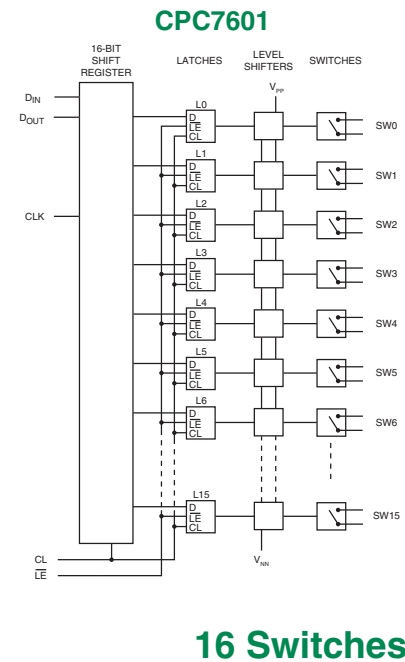 CPC7601
16-BIT
SHIFT
REGISTER
LATCHES
LEVEL
SHIFTERS
SWITCHES
VPP
DIN
DOUT
CLK
L0
D
LE
CL
SW0
L1
D
LE
CL
SW1
L2
D
LE
CL
SW2
L3
D
LE
CL
SW3
L4
D
LE
CL
SW4
L5
D
LE
CL
SW5
L6
D
LE
CL
SW6
L15
D
LE
CL
SW15
VNN
CL
LE
16 Switches